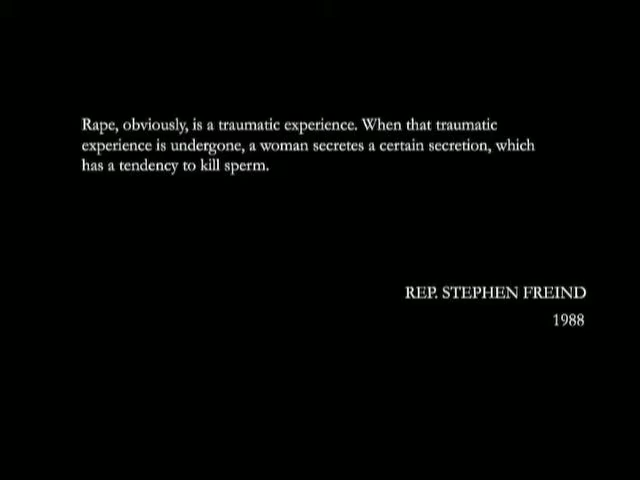 Rape, obviously, is a traumatic experience. When that traumatic
experience is undergone, a woman secretes a certain secretion, which
has a tendency to kill sperm.
REP. STEPHEN FREIND
1988